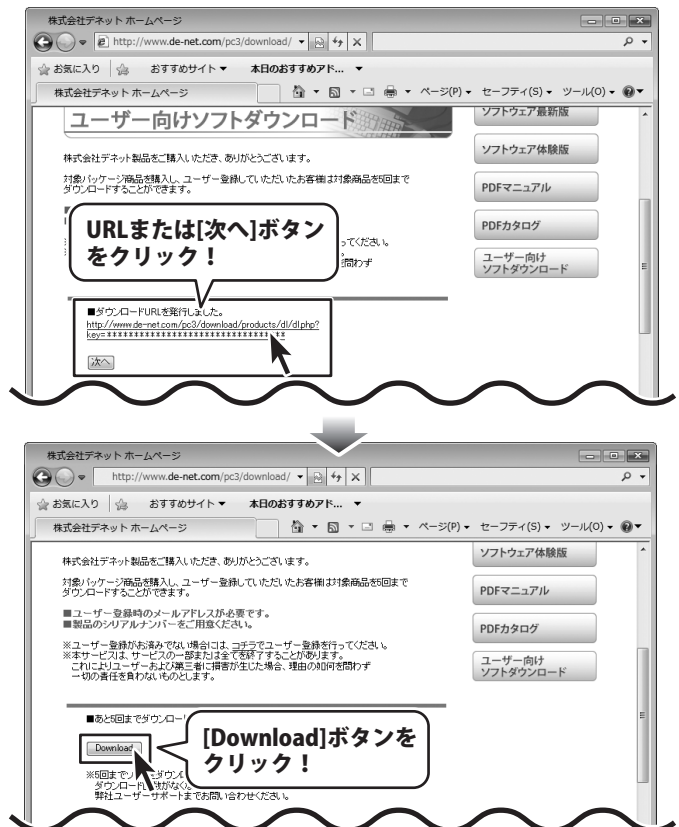 株式会社デネット ホームページ
http://www.de-net.com/pc3/download/
お気に入り おすすめサイト 本日のおすすめアド...
株式会社デネット ホームページ ページ(P) セーフティ(S) ツール(O)
ユーザー向けソフトダウンロード
ソフトウェア最新版
株式会社デネット製品をご購入いただき、ありがとうございます。
ソフトウェア体験版
対象パッケージ商品を購入し、ユーザー登録していただいたお客様は対象商品を5回まで
ダウンロードすることができます。
PDFマニュアル
PDFカタログ
ユーザー向け
ソフトダウンロード
URLまたは[次へ]ボタン
をクリック！
ってください。
問わず
■ダウンロードURLを発行しました。
http://www.de-net.com/pc3/download/products/dl/dl.php?
key=********************************
次へ
株式会社デネット ホームページ
http://www.de-net.com/pc3/download/
お気に入り おすすめサイト 本日のおすすめアド...
株式会社デネット ホームページ ページ(P) セーフティ(S) ツール(O)
ソフトウェア体験版
株式会社デネット製品をご購入いただき、ありがとうございます。
対象パッケージ商品を購入し、ユーザー登録していただいたお客様は対象商品を5回まで
ダウンロードすることができます。
PDFマニュアル
■ユーザー登録時のメールアドレスが必要です。
■製品のシリアルナンバーをご用意ください。
PDFカタログ
※ユーザー登録がお済みでない場合には、コチラでユーザー登録を行ってください。
※本サービスは、サービスの一部または全てを終了することがあります。
これによりユーザーおよび第三者に損害が生じた場合、理由の如何を問わず
一切の責任を負わないものとします。
ユーザー向け
ソフトダウンロード
■あと5回までダウンロー
Download
[Download]ボタンを
クリック！
※5回まで
ダウンロード
弊社ユーザーサポートまでお問い合わせください。